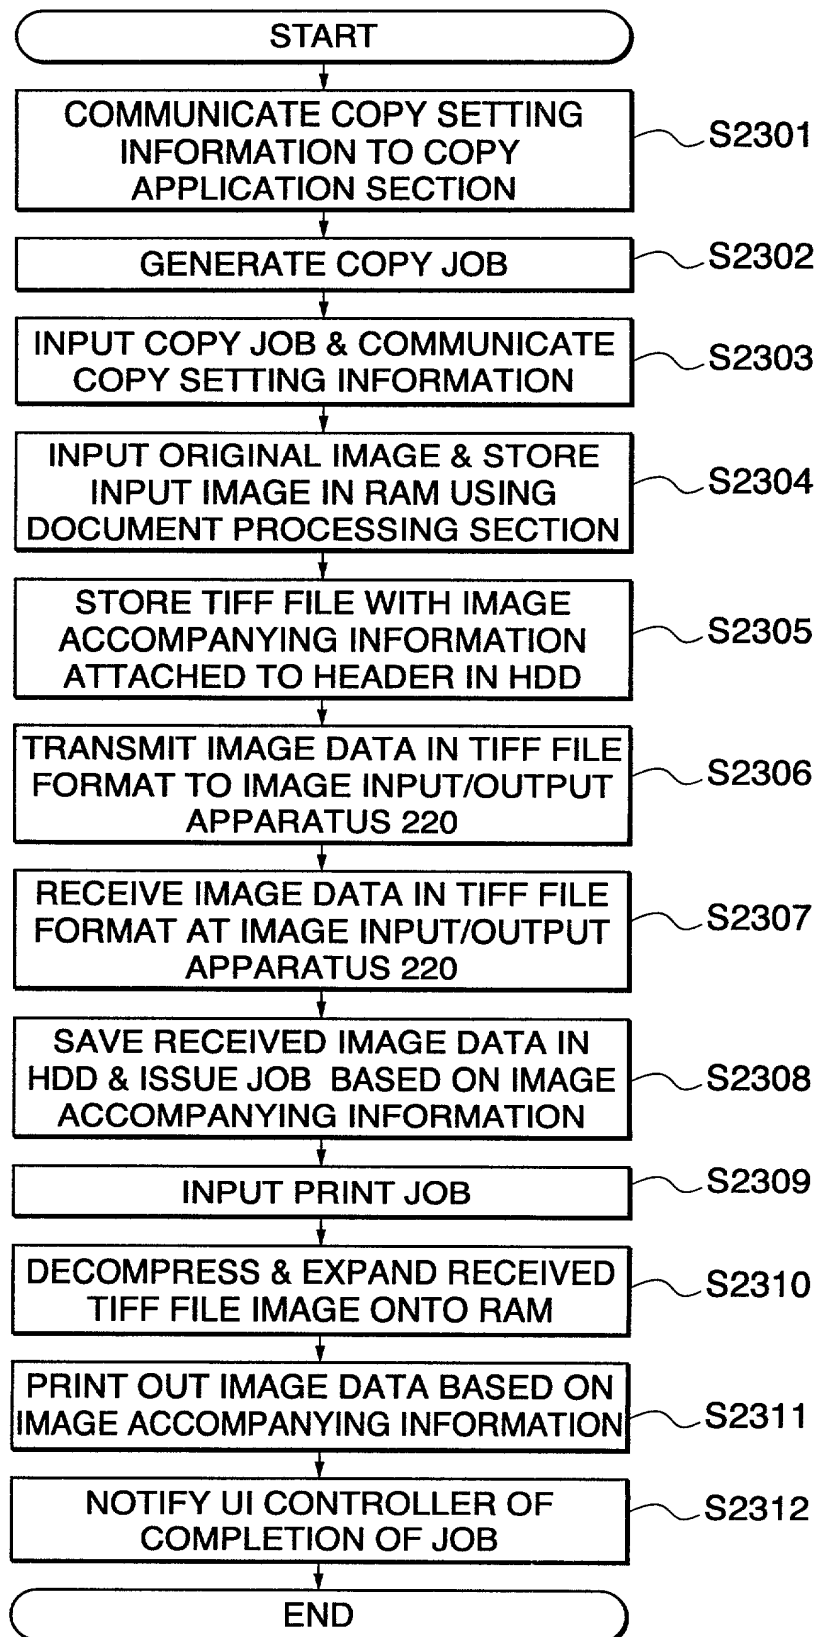 START
COMMUNICATE COPY SETTING
INFORMATION TO COPY
APPLICATION SECTION
S2301
GENERATE COPY JOB
S2302
INPUT COPY JOB & COMMUNICATE
COPY SETTING INFORMATION
S2303
INPUT ORIGINAL IMAGE & STORE
INPUT IMAGE IN RAM USING
DOCUMENT PROCESSING SECTION
S2304
STORE TIFF FILE WITH IMAGE
ACCOMPANYING INFORMATION
ATTACHED TO HEADER IN HDD
S2305
TRANSMIT IMAGE DATA IN TIFF FILE
FORMAT TO IMAGE INPUT/OUTPUT
APPARATUS 220
S2306
RECEIVE IMAGE DATA IN TIFF FILE
FORMAT AT IMAGE INPUT/OUTPUT
APPARATUS 220
S2307
SAVE RECEIVED IMAGE DATA IN
HDD & ISSUE JOB BASED ON IMAGE
ACCOMPANYING INFORMATION
S2308
INPUT PRINT JOB
S2309
DECOMPRESS & EXPAND RECEIVED
TIFF FILE IMAGE ONTO RAM
S2310
PRINT OUT IMAGE DATA BASED ON
IMAGE ACCOMPANYING INFORMATION
S2311
NOTIFY UI CONTROLLER OF
COMPLETION OF JOB
S2312
END